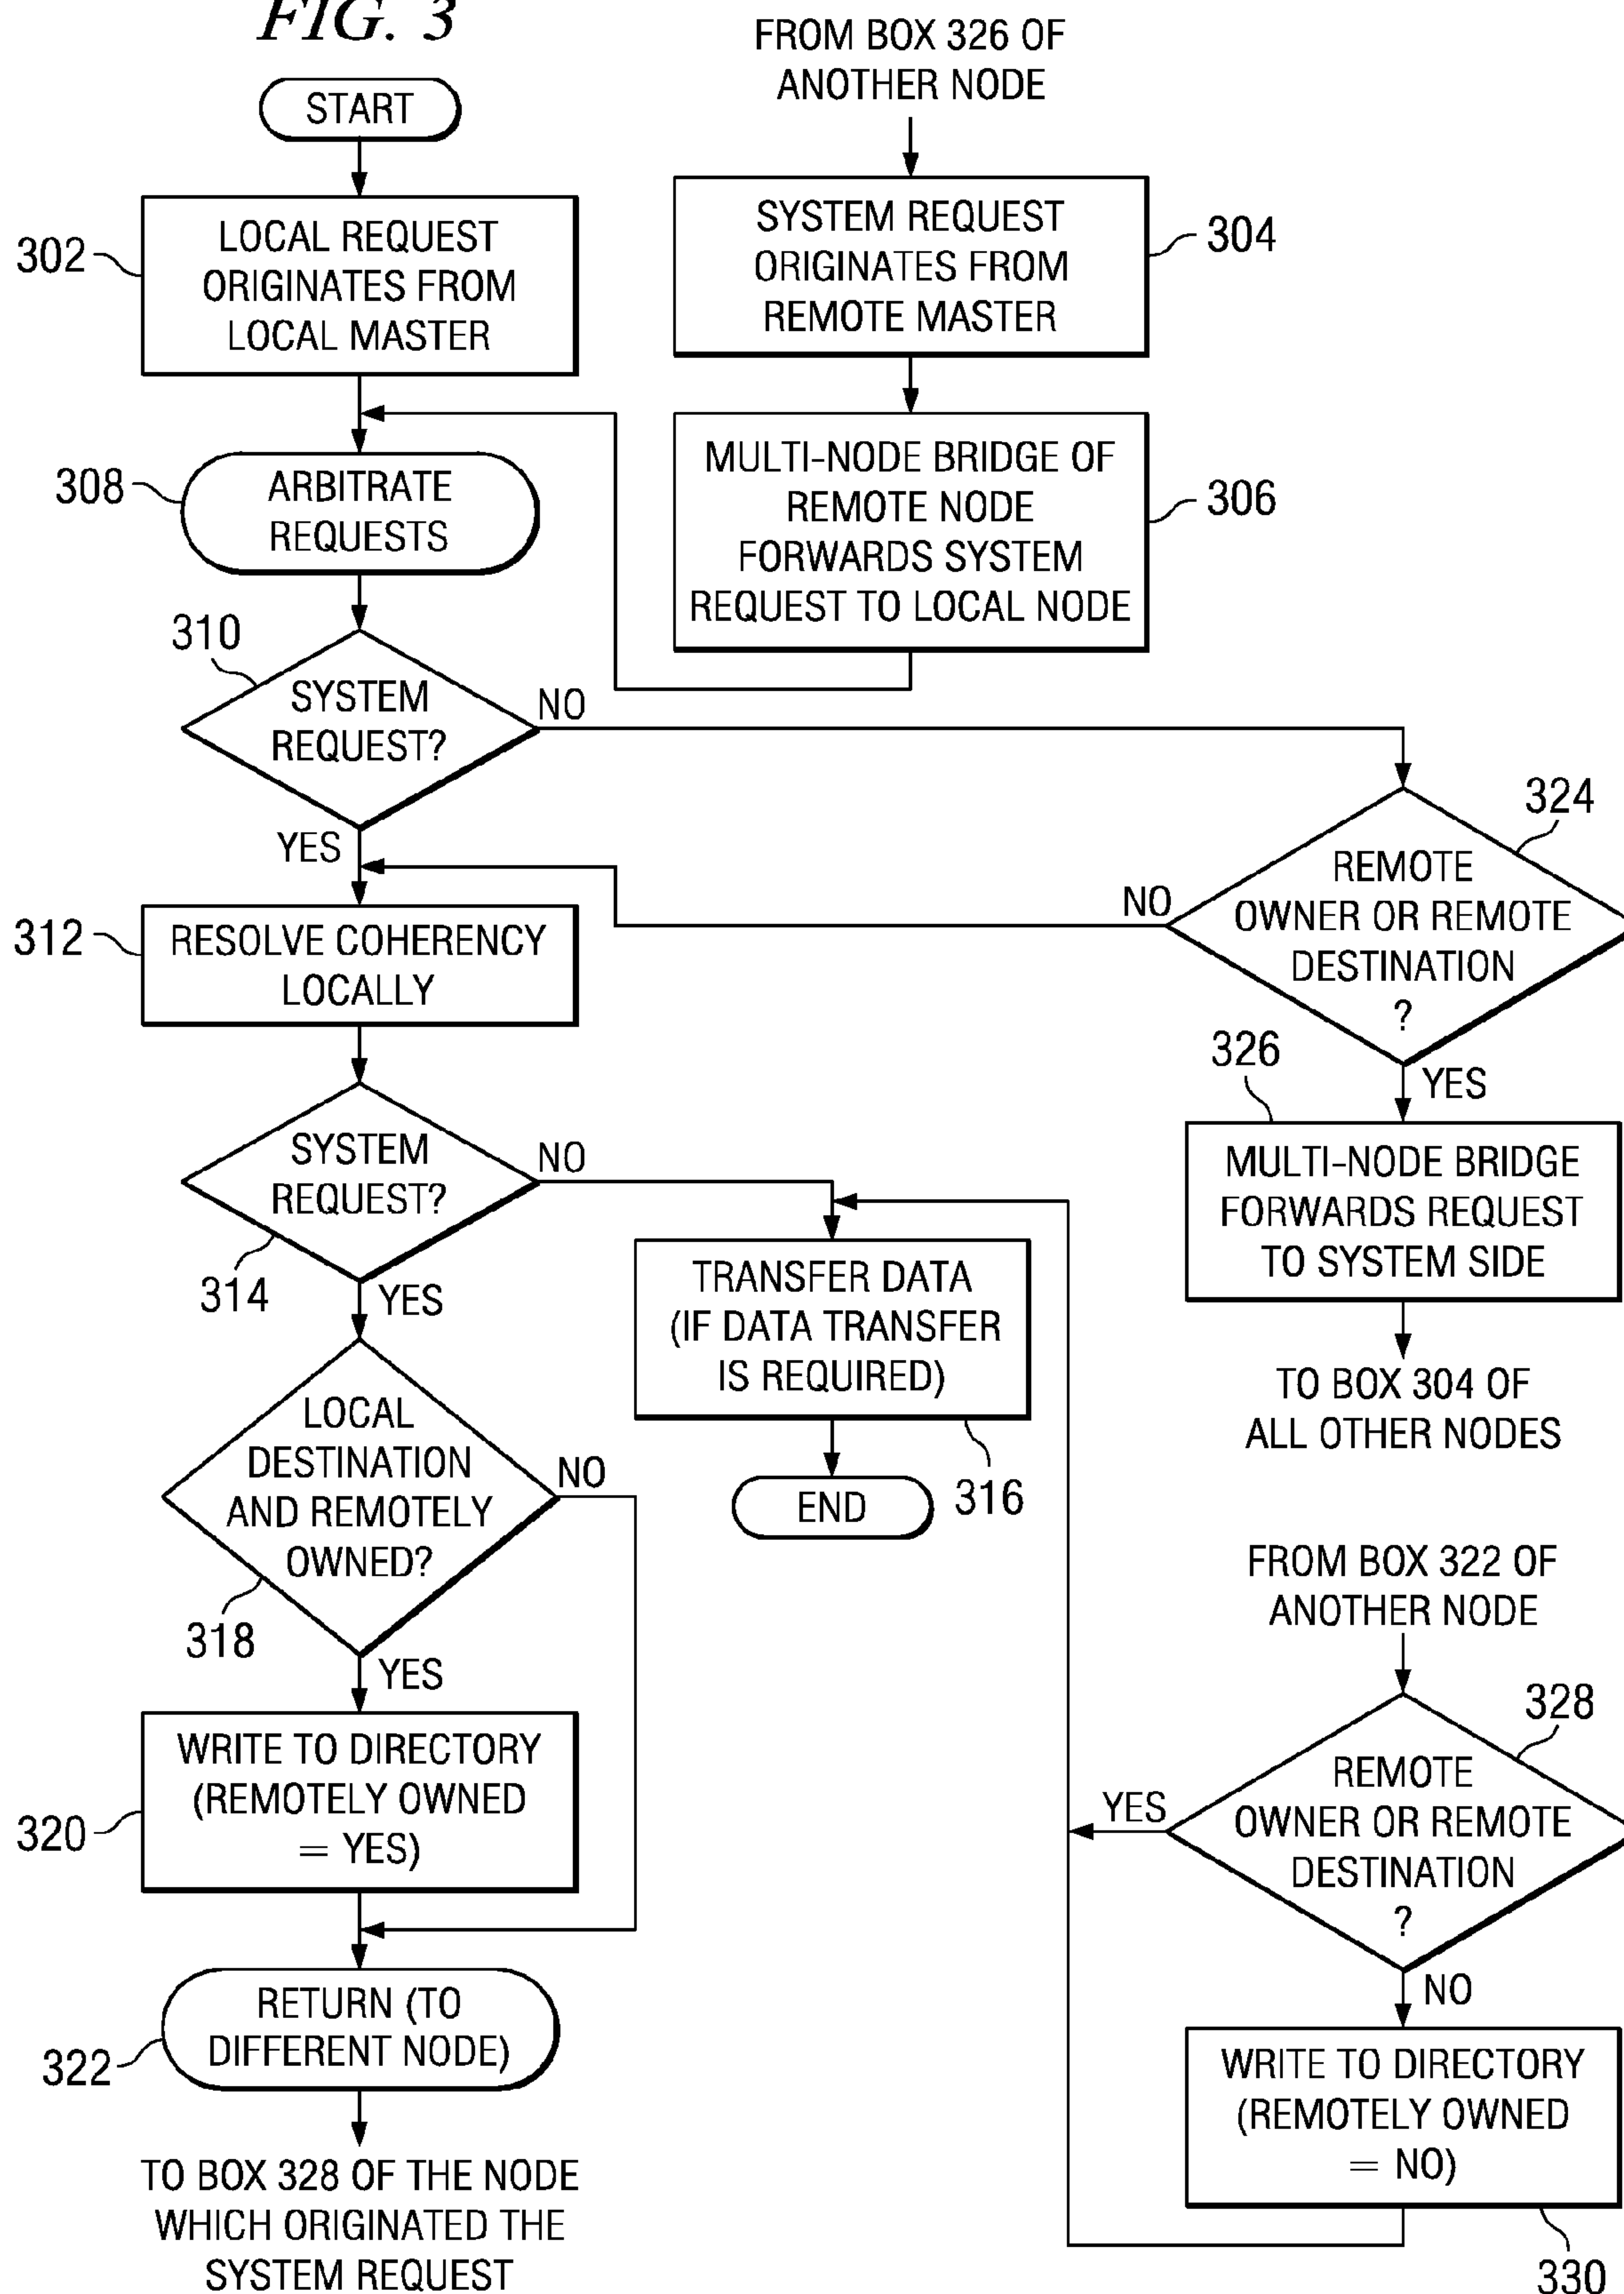 FIG. 3
START
302
LOCAL REQUEST
ORIGINATES FROM
LOCAL MASTER
FROM BOX 326 OF
ANOTHER NODE
SYSTEM REQUEST
ORIGINATES FROM
REMOTE MASTER
304
MULTI-NODE BRIDGE OF
REMOTE NODE
FORWARDS SYSTEM
REQUEST TO LOCAL NODE
306
308
ARBITRATE
REQUESTS
310
SYSTEM
REQUEST?
NO
YES
324
REMOTE
OWNER OR REMOTE
DESTINATION
?
NO
YES
312
RESOLVE COHERENCY
LOCALLY
326
MULTI-NODE BRIDGE
FORWARDS REQUEST
TO SYSTEM SIDE
TO BOX 304 OF
ALL OTHER NODES
SYSTEM
REQUEST?
NO
314
YES
TRANSFER DATA
(IF DATA TRANSFER
IS REQUIRED)
316
END
LOCAL
DESTINATION
AND REMOTELY
OWNED?
NO
318
YES
320
WRITE TO DIRECTORY
(REMOTELY OWNED
= YES)
FROM BOX 322 OF
ANOTHER NODE
328
REMOTE
OWNER OR REMOTE
DESTINATION
?
YES
NO
322
RETURN (TO
DIFFERENT NODE)
TO BOX 328 OF THE NODE
WHICH ORIGINATED THE
SYSTEM REQUEST
WRITE TO DIRECTORY
(REMOTELY OWNED
= NO)
330